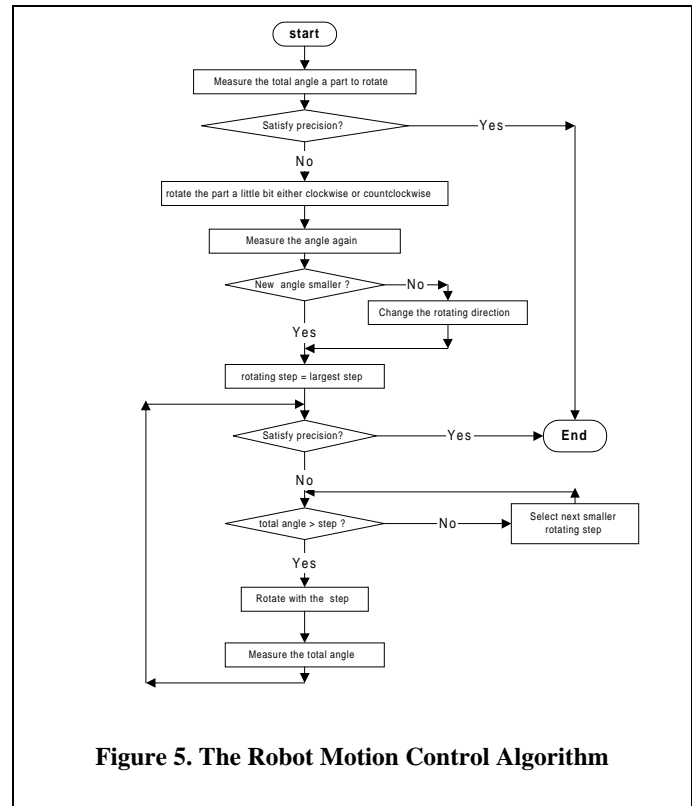 start
Measure the total angle a part to rotate
Satisfy precision?
Yes
No
rotate the part a little bit either clockwise or countclockwise
Measure the angle again
New angle smaller ?
No
Change the rotating direction
Yes
rotating step = largest step
Satisfy precision?
Yes
End
No
total angle > step ?
No
Select next smaller
rotating step
Yes
Rotate with the step
Measure the total angle
Figure 5. The Robot Motion Control Algorithm